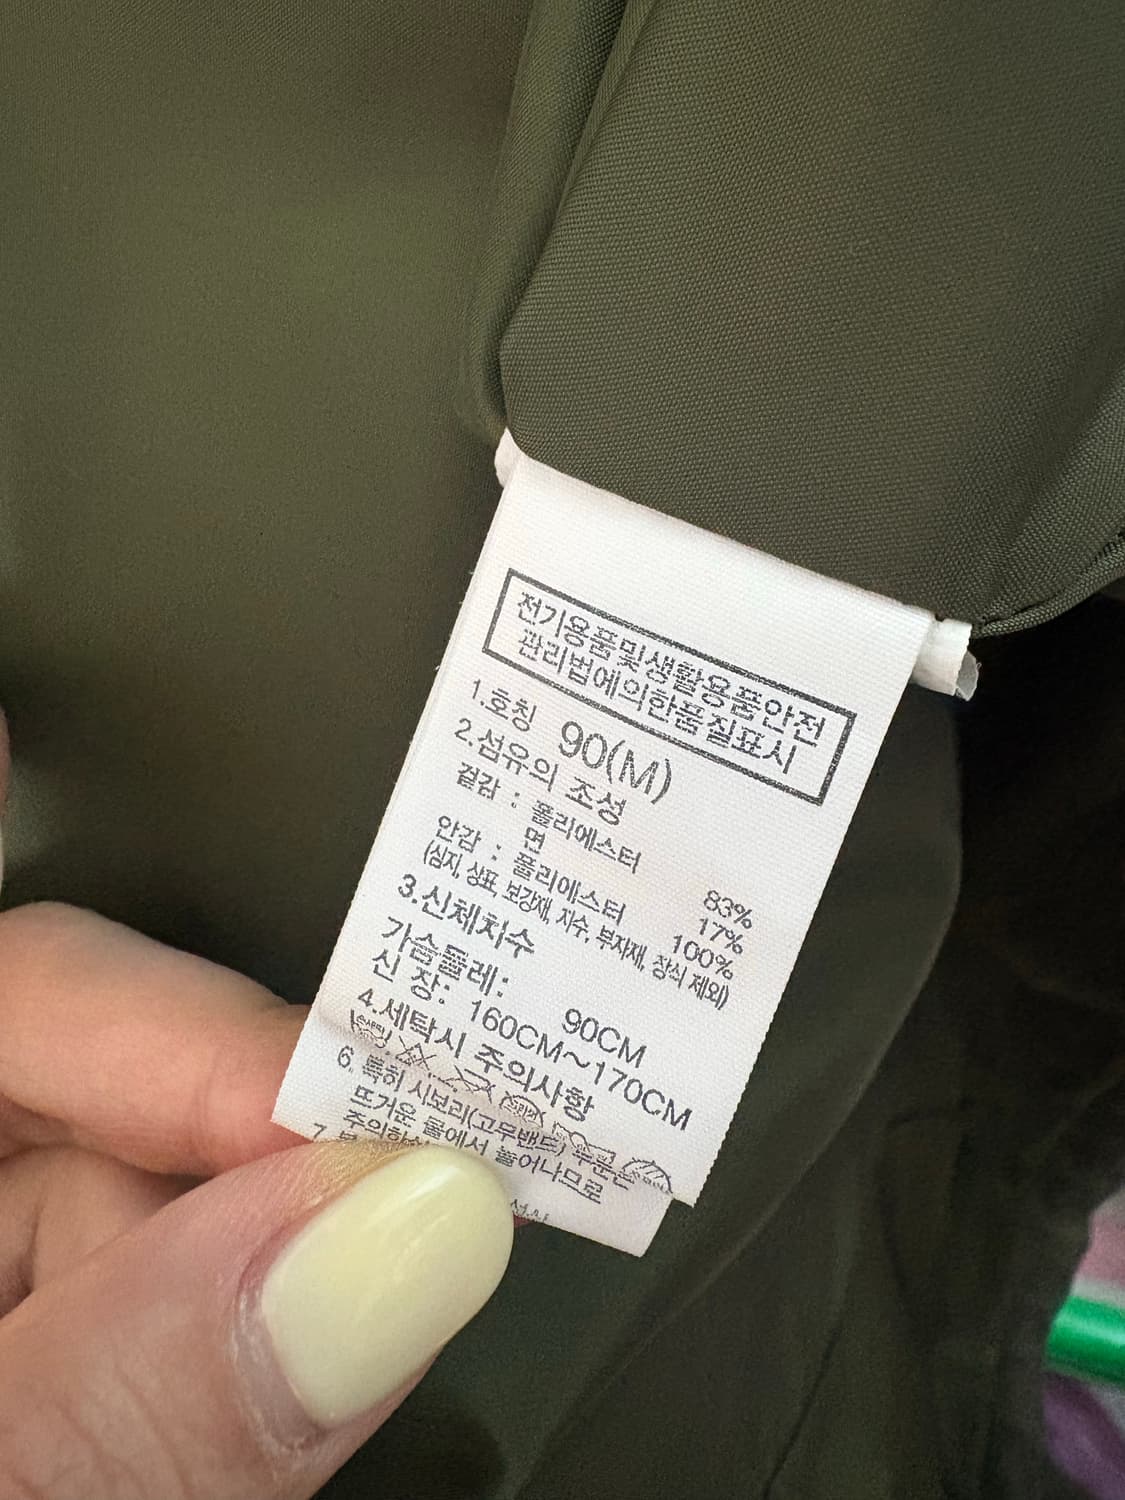 전기용품및생활용품안전
관리법에의한품질표시
1.호칭 90(M)
2.섬유의 조성
겉감 : 폴리에스터 83%
면 17%
안감 : 폴리에스터 100%
(심지, 상표, 보강재, 자수, 부자재, 장식 제외)
3.신체치수
가슴둘레: 90CM
신 장: 160CM~170CM
4.세탁시 주의사항
6. 특히 시보리(고무밴드) 부분은
뜨거운 물에서 늘어나므로
7.